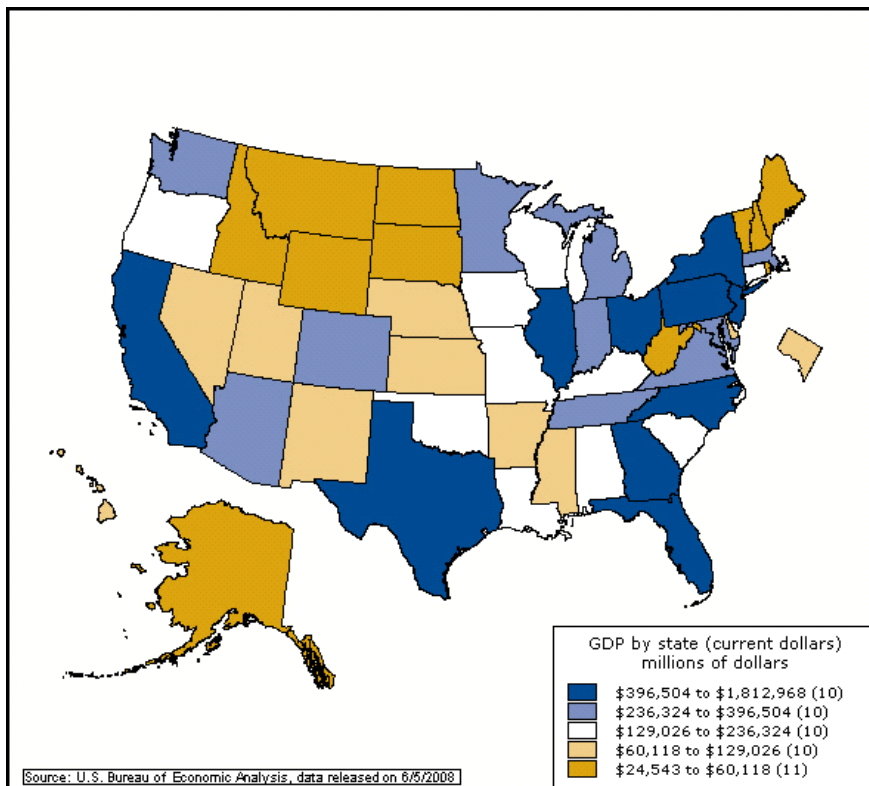 GDP by state (current dollars)
millions of dollars
$396,504 to $1,812,968 (10)
$236,324 to $396,504 (10)
$129,026 to $236,324 (10)
$60,118 to $129,026 (10)
$24,543 to $60,118 (11)
Source: U.S. Bureau of Economic Analysis, data released on 6/5/2008